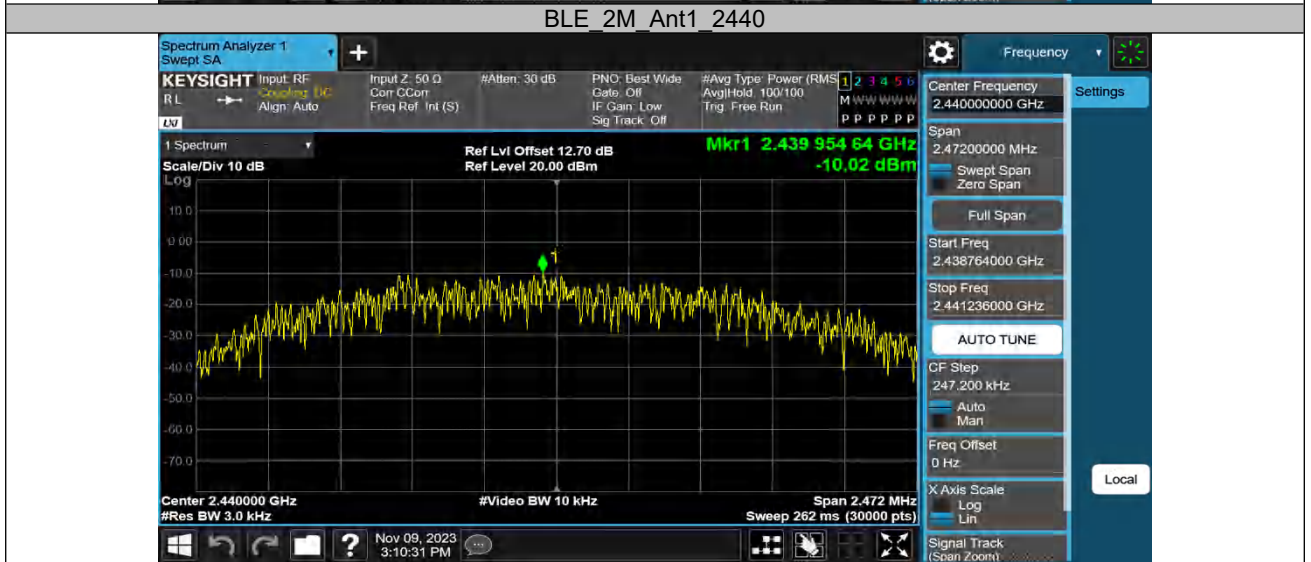 BLE_2M_Ant1_2440
Spectrum Analyzer 1
Swept SA
+
Frequency
KEYSIGHT Input: RF
Input Z: 50 Ω
#Atten: 30 dB
PNO: Best Wide
#Avg Type: Power (RMS
1 2 3 4 5 6
RL
Coupling: DC
Corr CCorr
Gate: Off
Avg|Hold: 100/100
M W W W W W
Align: Auto
Freq Ref: Int (S)
IF Gain: Low
Trig: Free Run
P P P P P P
LXI
Sig Track: Off
Center Frequency
2.440000000 GHz
Settings
Span
2.47200000 MHz
Swept Span
Zero Span
Full Span
Start Freq
2.438764000 GHz
Stop Freq
2.441236000 GHz
AUTO TUNE
CF Step
247.200 kHz
Auto
Man
Freq Offset
0 Hz
X Axis Scale
Log
Lin
Local
Signal Track
(Span Zoom)
1 Spectrum
Ref Lvl Offset 12.70 dB
Mkr1 2.439 954 64 GHz
Scale/Div 10 dB
Ref Level 20.00 dBm
-10.02 dBm
Log
10.0
0.00
-10.0
-20.0
-30.0
-40.0
-50.0
-60.0
-70.0
1
Center 2.440000 GHz
#Video BW 10 kHz
Span 2.472 MHz
#Res BW 3.0 kHz
Sweep 262 ms (30000 pts)
?
Nov 09, 2023
3:10:31 PM